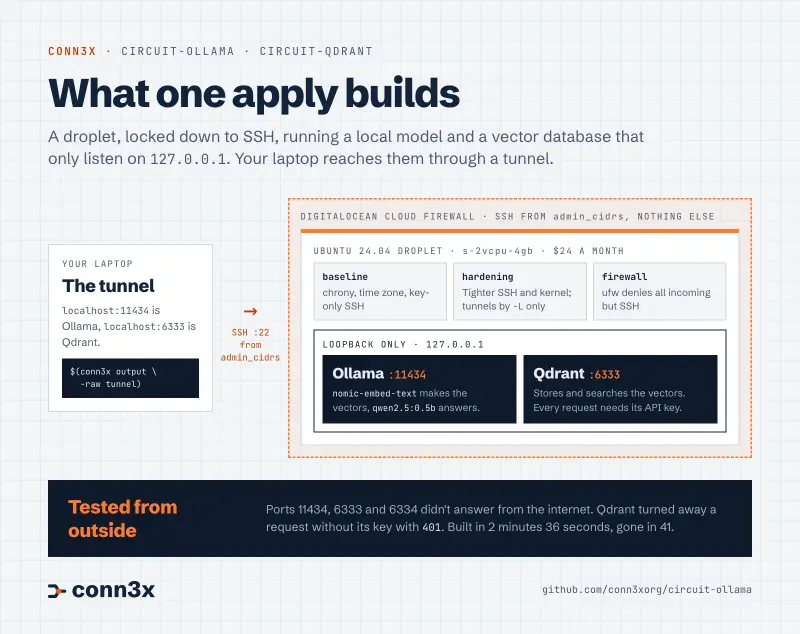 CONN3X · CIRCUIT-OLLAMA · CIRCUIT-QDRANT
What one apply builds
A droplet, locked down to SSH, running a local model and a vector database that
only listen on 127.0.0.1. Your laptop reaches them through a tunnel.
YOUR LAPTOP
The tunnel
localhost:11434 is
Ollama, localhost:6333 is
Qdrant.
$(conn3x output \
-raw tunnel)
→
SSH :22
from
admin_cidrs
DIGITALOCEAN CLOUD FIREWALL · SSH FROM admin_cidrs, NOTHING ELSE
UBUNTU 24.04 DROPLET · s-2vcpu-4gb · $24 A MONTH
baseline
chrony, time zone, key-
only SSH
hardening
Tighter SSH and kernel;
tunnels by -L only
firewall
ufw denies all incoming
but SSH
LOOPBACK ONLY · 127.0.0.1
Ollama :11434
nomic-embed-text makes the
vectors, qwen2.5:0.5b answers.
Qdrant :6333
Stores and searches the vectors.
Every request needs its API key.
Tested from
outside
Ports 11434, 6333 and 6334 didn't answer from the internet. Qdrant turned away a
request without its key with 401. Built in 2 minutes 36 seconds, gone in 41.
conn3x
github.com/conn3xorg/circuit-ollama